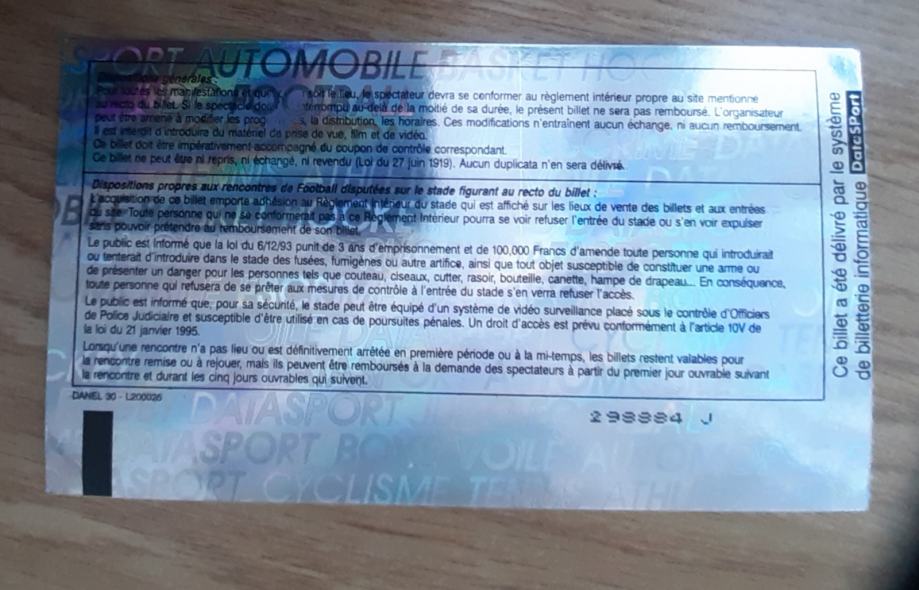 SPORT AUTOMOBILE BASKET HO
Dispositions générales :
Pour toutes les manifestations et quel soit le lieu, le spectateur devra se conformer au règlement intérieur propre au site mentionné
au recto du billet. Si le spectacle doit interrompu au-delà de la moitié de sa durée, le présent billet ne sera pas remboursé. L'organisateur
peut être amené à modifier les prog s, la distribution, les horaires. Ces modifications n'entraînent aucun échange, ni aucun remboursement.
Il est interdit d'introduire du matériel de prise de vue, film et de vidéo.
Ce billet doit être impérativement accompagné du coupon de contrôle correspondant.
Ce billet ne peut être ni repris, ni échangé, ni revendu (Loi du 27 juin 1919). Aucun duplicata n'en sera délivré.
Dispositions propres aux rencontres de Football disputées sur le stade figurant au recto du billet :
L'acquisition de ce billet emporte adhésion au Règlement Intérieur du stade qui est affiché sur les lieux de vente des billets et aux entrées
du site. Toute personne qui ne se conformerait pas à ce Règlement Intérieur pourra se voir refuser l'entrée du stade ou s'en voir expulser
sans pouvoir prétendre au remboursement de son billet.
Le public est informé que la loi du 6/12/93 punit de 3 ans d'emprisonnement et de 100.000 Francs d'amende toute personne qui introduirait
ou tenterait d'introduire dans le stade des fusées, fumigènes ou autre artifice, ainsi que tout objet susceptible de constituer une arme ou
de présenter un danger pour les personnes tels que couteau, ciseaux, cutter, rasoir, bouteille, canette, hampe de drapeau... En conséquence,
toute personne qui refusera de se prêter aux mesures de contrôle à l'entrée du stade s'en verra refuser l'accès.
Le public est informé que, pour sa sécurité, le stade peut être équipé d'un système de vidéo surveillance placé sous le contrôle d'Officiers
de Police Judiciaire et susceptible d'être utilisé en cas de poursuites pénales. Un droit d'accès est prévu conformément à l'article 10V de
la loi du 21 janvier 1995.
Lorsqu'une rencontre n'a pas lieu ou est définitivement arrêtée en première période ou à la mi-temps, les billets restent valables pour
la rencontre remise ou à rejouer, mais ils peuvent être remboursés à la demande des spectateurs à partir du premier jour ouvrable suivant
la rencontre et durant les cinq jours ouvrables qui suivent.
DANEL 30 - L200026
298884 J
Ce billet a été délivré par le système
de billetterie informatique DataSport
DATASPORT
DATASPORT BOX VOILE AUTOM
ASPORT CYCLISME TENNIS ATHL